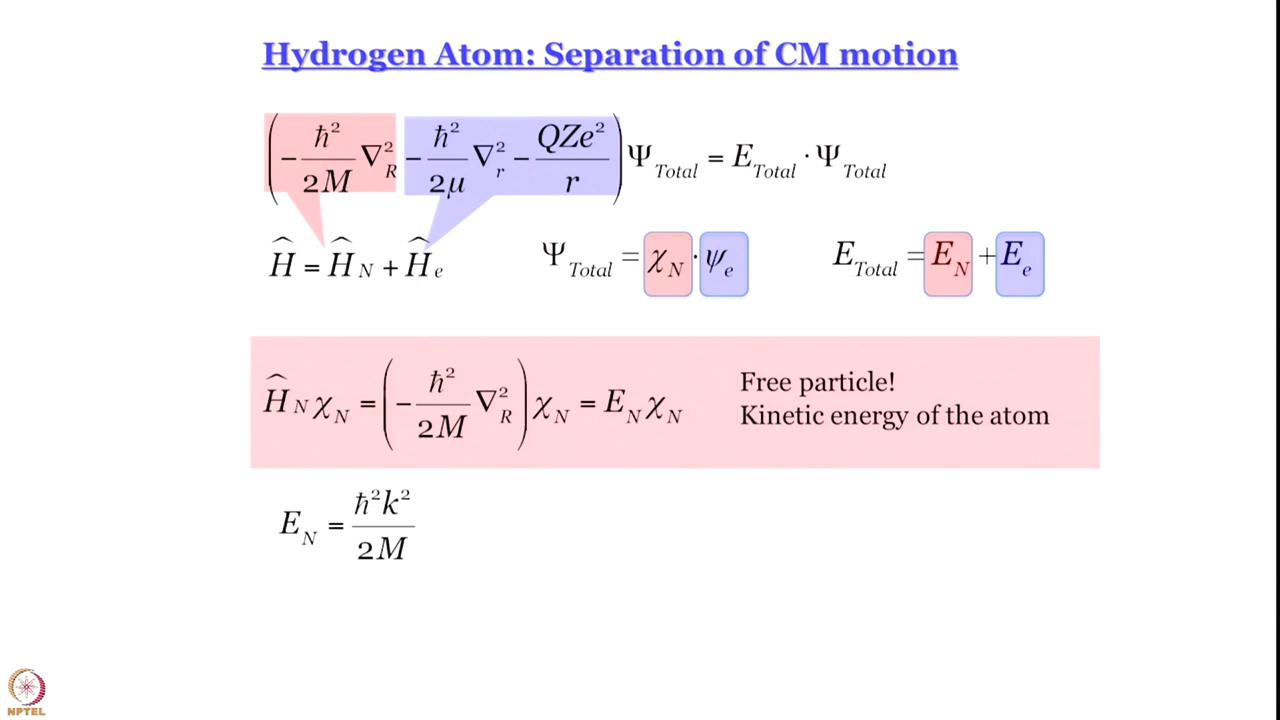 Hydrogen Atom: Separation of CM motion
(−ħ²/2M ∇²_R − ħ²/2μ ∇²_r − QZe²/r) Ψ_Total = E_Total · Ψ_Total
Ĥ = Ĥ_N + Ĥ_e Ψ_Total = χ_N · ψ_e E_Total = E_N + E_e
Ĥ_N χ_N = (−ħ²/2M ∇²_R) χ_N = E_N χ_N
Free particle!
Kinetic energy of the atom
E_N = ħ²k²/2M
NPTEL